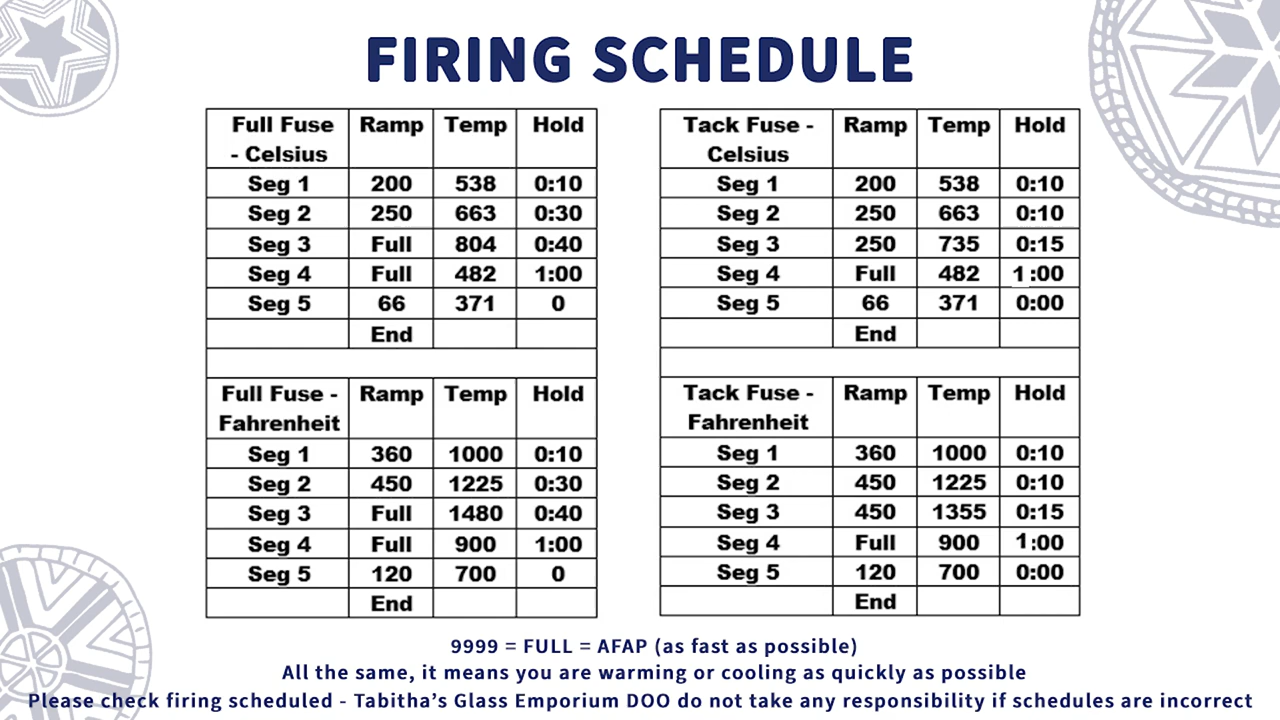 FIRING SCHEDULE
Full Fuse - Celsius Ramp Temp Hold
Seg 1 200 538 0:10
Seg 2 250 663 0:30
Seg 3 Full 804 0:40
Seg 4 Full 482 1:00
Seg 5 66 371 0
End
Full Fuse - Fahrenheit Ramp Temp Hold
Seg 1 360 1000 0:10
Seg 2 450 1225 0:30
Seg 3 Full 1480 0:40
Seg 4 Full 900 1:00
Seg 5 120 700 0
End
Tack Fuse - Celsius Ramp Temp Hold
Seg 1 200 538 0:10
Seg 2 250 663 0:10
Seg 3 250 735 0:15
Seg 4 Full 482 1:00
Seg 5 66 371 0:00
End
Tack Fuse - Fahrenheit Ramp Temp Hold
Seg 1 360 1000 0:10
Seg 2 450 1225 0:10
Seg 3 450 1355 0:15
Seg 4 Full 900 1:00
Seg 5 120 700 0:00
End
9999 = FULL = AFAP (as fast as possible)
All the same, it means you are warming or cooling as quickly as possible
Please check firing scheduled - Tabitha's Glass Emporium DOO do not take any responsibility if schedules are incorrect